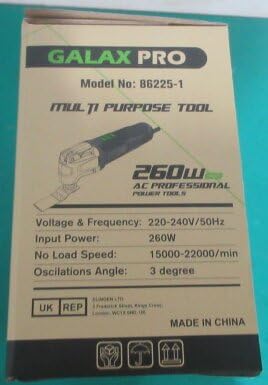 GALAX PRO
Model No: 86225-1
MULTI PURPOSE TOOL
260W
AC PROFESSIONAL
POWER TOOLS
Voltage & Frequency: 220-240V/50Hz
Input Power: 260W
No Load Speed: 15000-22000/min
Oscilations Angle: 3 degree
UK REP
MADE IN CHINA